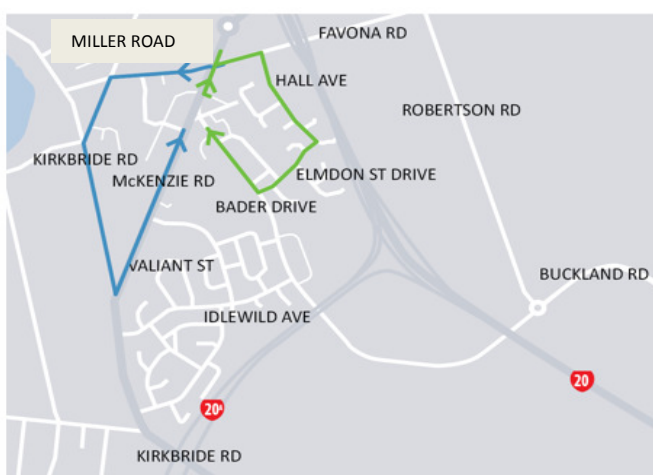 MILLER ROAD
FAVONA RD
HALL AVE
ROBERTSON RD
KIRKBRIDE RD
McKENZIE RD
ELMDON ST DRIVE
BADER DRIVE
VALIANT ST
BUCKLAND RD
IDLEWILD AVE
20
20A
KIRKBRIDE RD